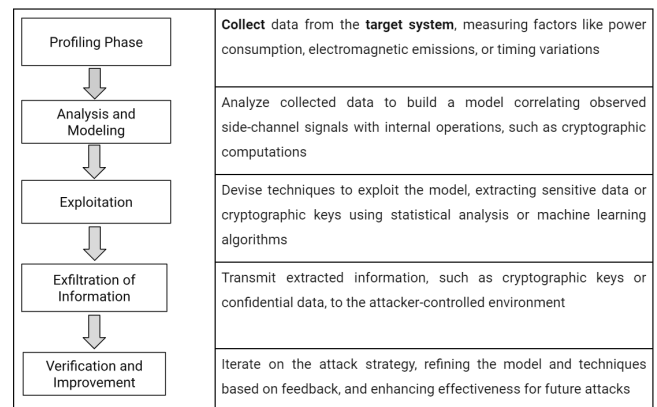 Profiling Phase
Collect data from the target system, measuring factors like power
consumption, electromagnetic emissions, or timing variations
Analysis and
Modeling
Analyze collected data to build a model correlating observed
side-channel signals with internal operations, such as cryptographic
computations
Exploitation
Devise techniques to exploit the model, extracting sensitive data or
cryptographic keys using statistical analysis or machine learning
algorithms
Exfiltration of
Information
Transmit extracted information, such as cryptographic keys or
confidential data, to the attacker-controlled environment
Verification and
Improvement
Iterate on the attack strategy, refining the model and techniques
based on feedback, and enhancing effectiveness for future attacks